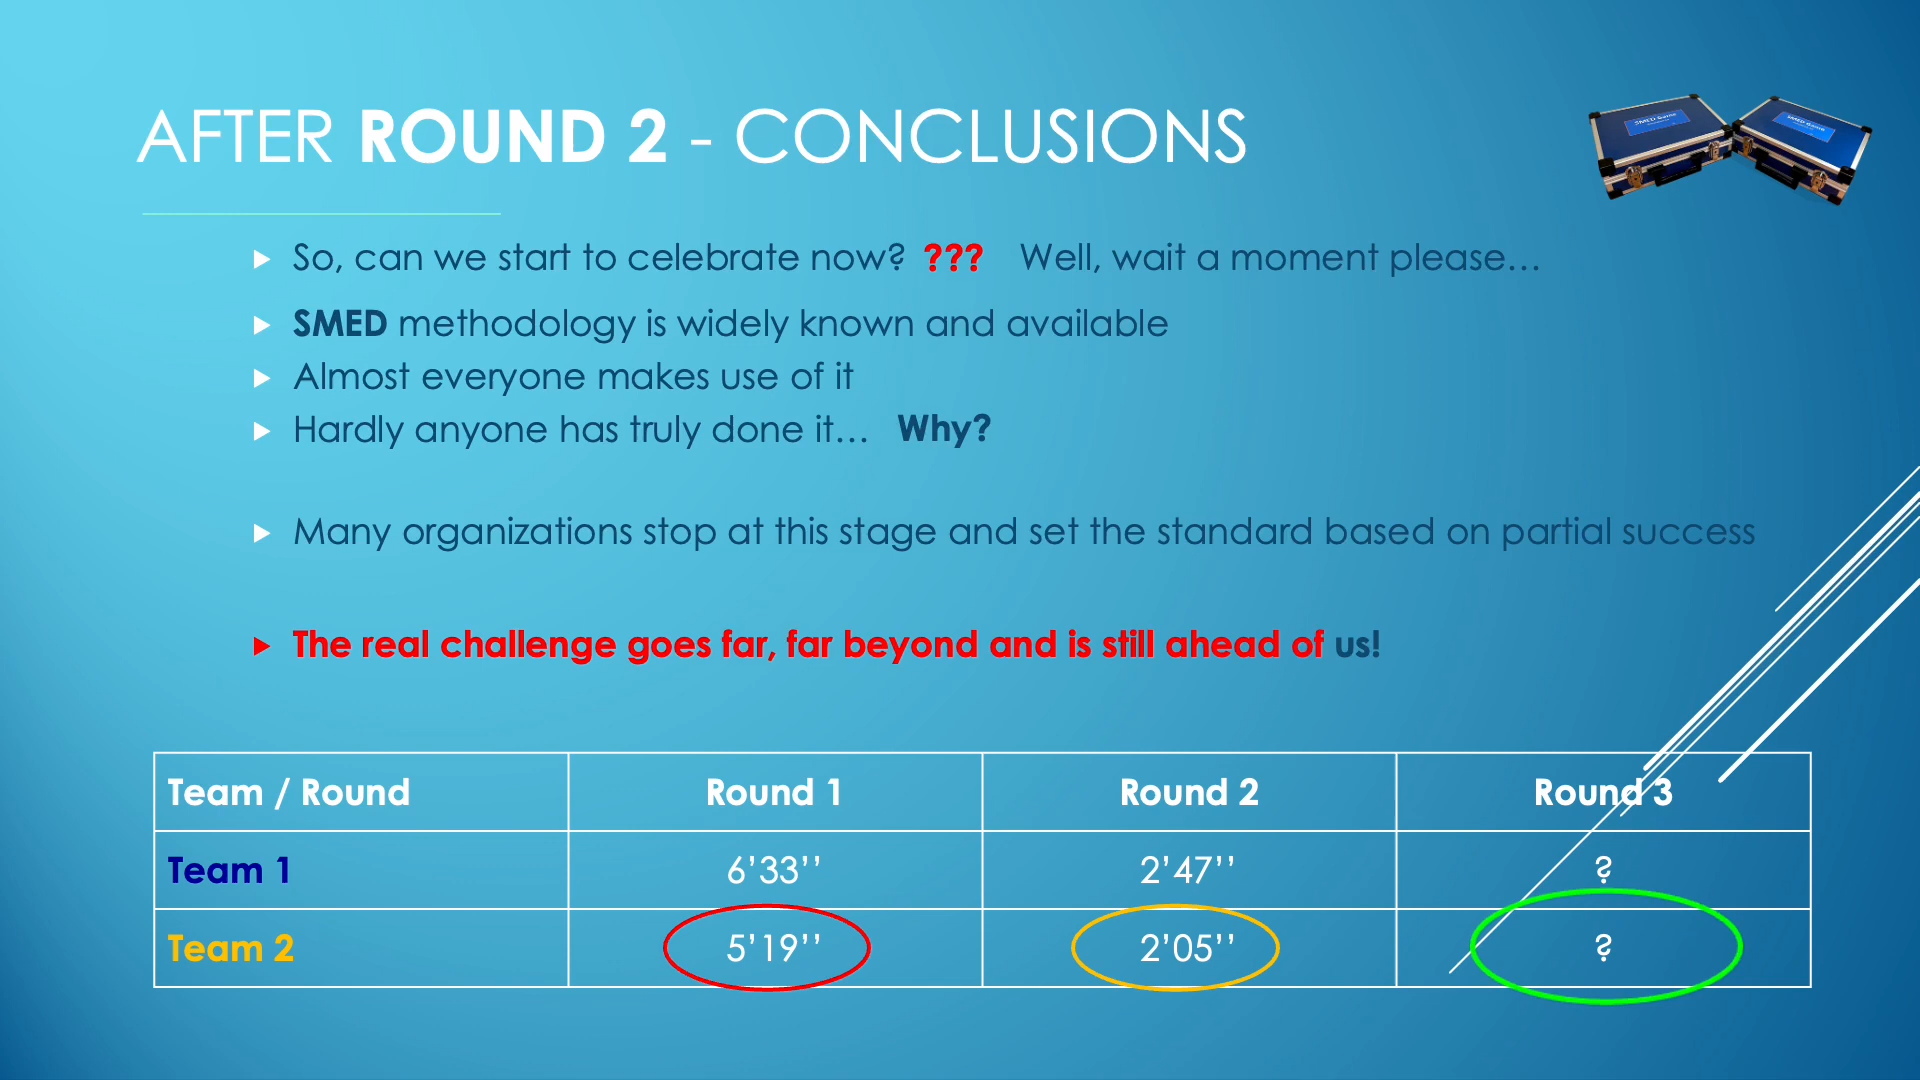 AFTER ROUND 2 - CONCLUSIONS
SMED Game
SMED Game
So, can we start to celebrate now? ??? Well, wait a moment please…
SMED methodology is widely known and available
Almost everyone makes use of it
Hardly anyone has truly done it… Why?
Many organizations stop at this stage and set the standard based on partial success
The real challenge goes far, far beyond and is still ahead of us!
Team / Round Round 1 Round 2 Round 3
Team 1 6’33’’ 2’47’’ ?
Team 2 5’19’’ 2’05’’ ?